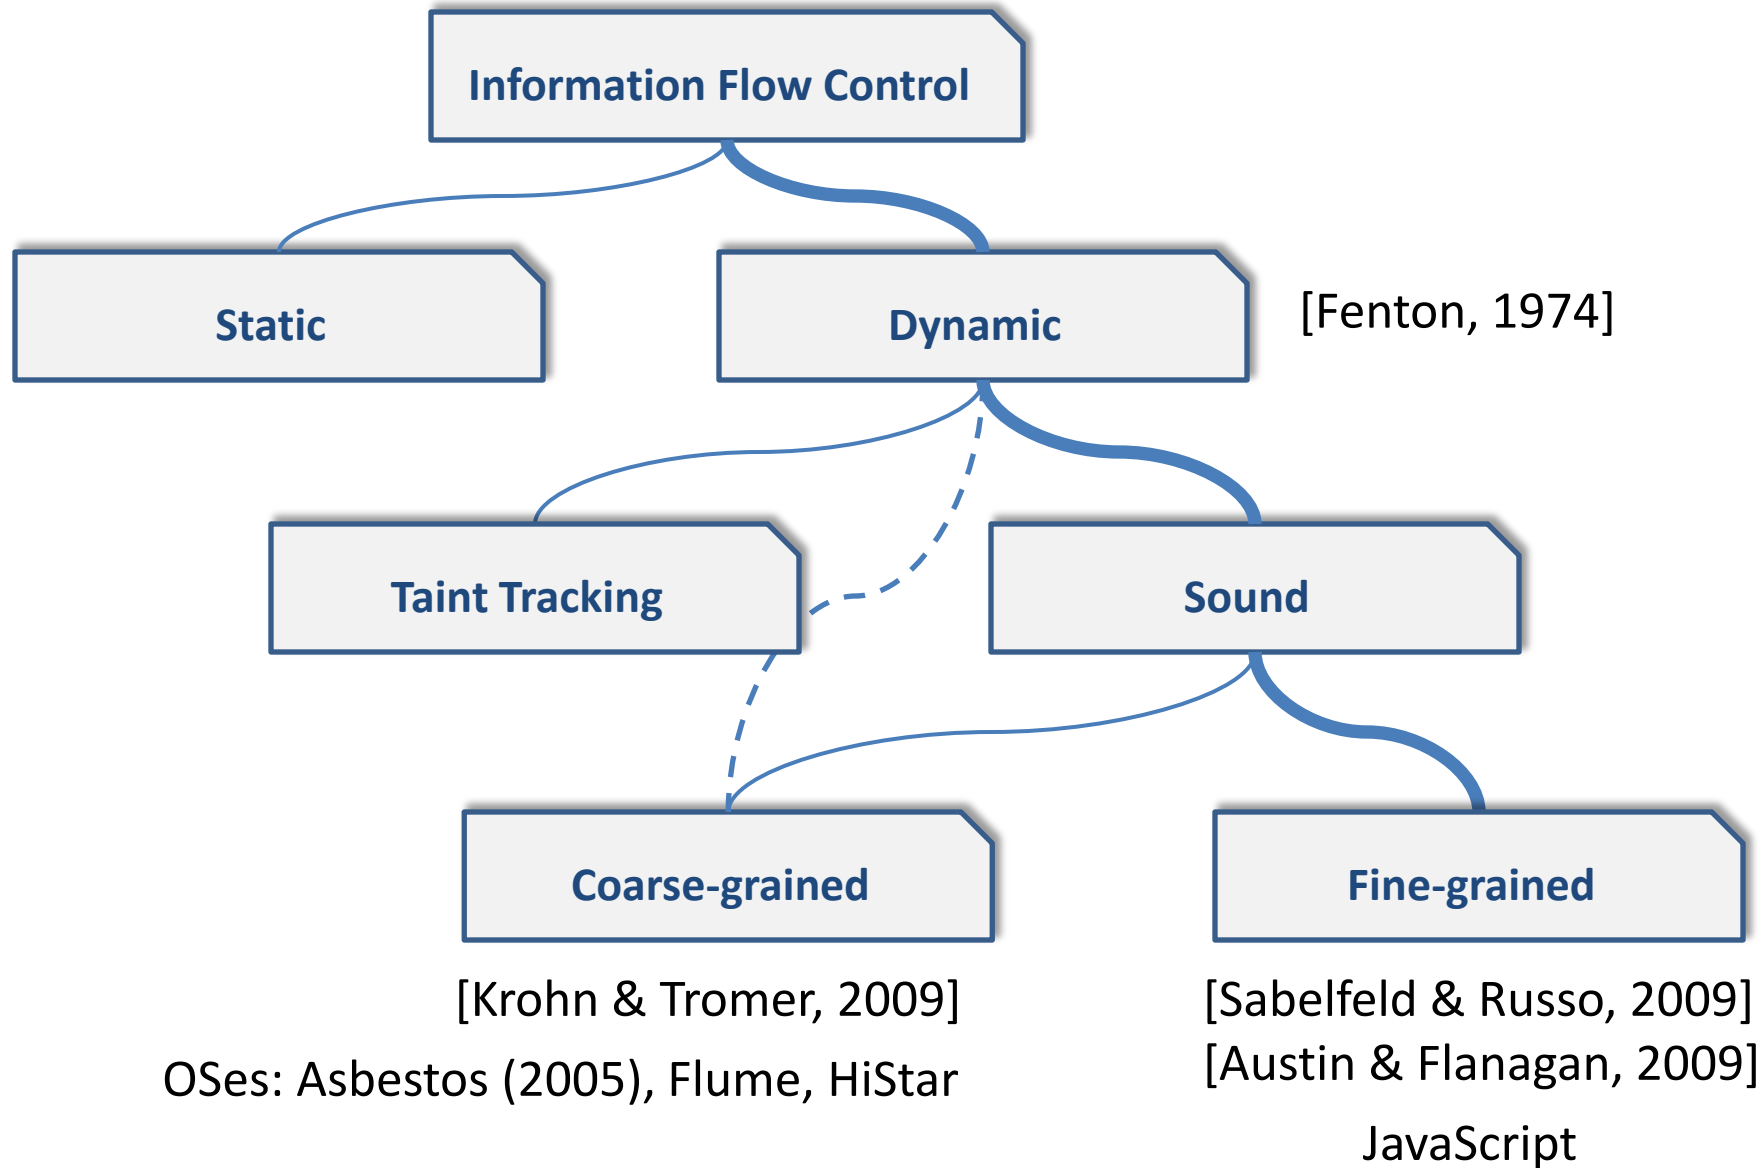 Information Flow Control
Static
Dynamic
[Fenton, 1974]
Taint Tracking
Sound
Coarse-grained
Fine-grained
[Krohn & Tromer, 2009]
OSes: Asbestos (2005), Flume, HiStar
[Sabelfeld & Russo, 2009]
[Austin & Flanagan, 2009]
JavaScript